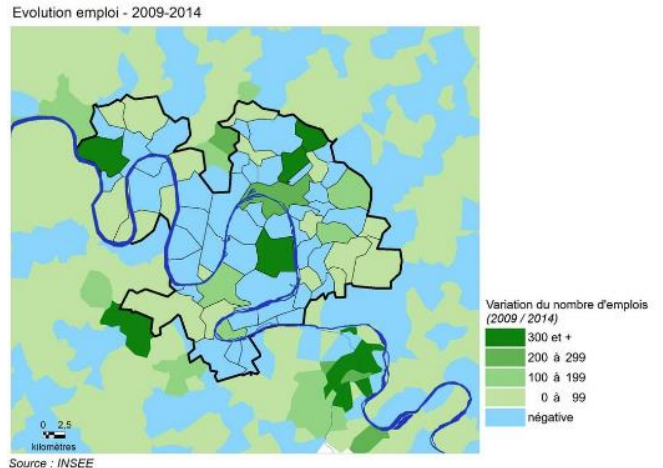 Evolution emploi - 2009-2014
Variation du nombre d'emplois
(2009 / 2014)
300 et +
200 à 299
100 à 199
0 à 99
négative
0 2,5
kilomètres
Source : INSEE